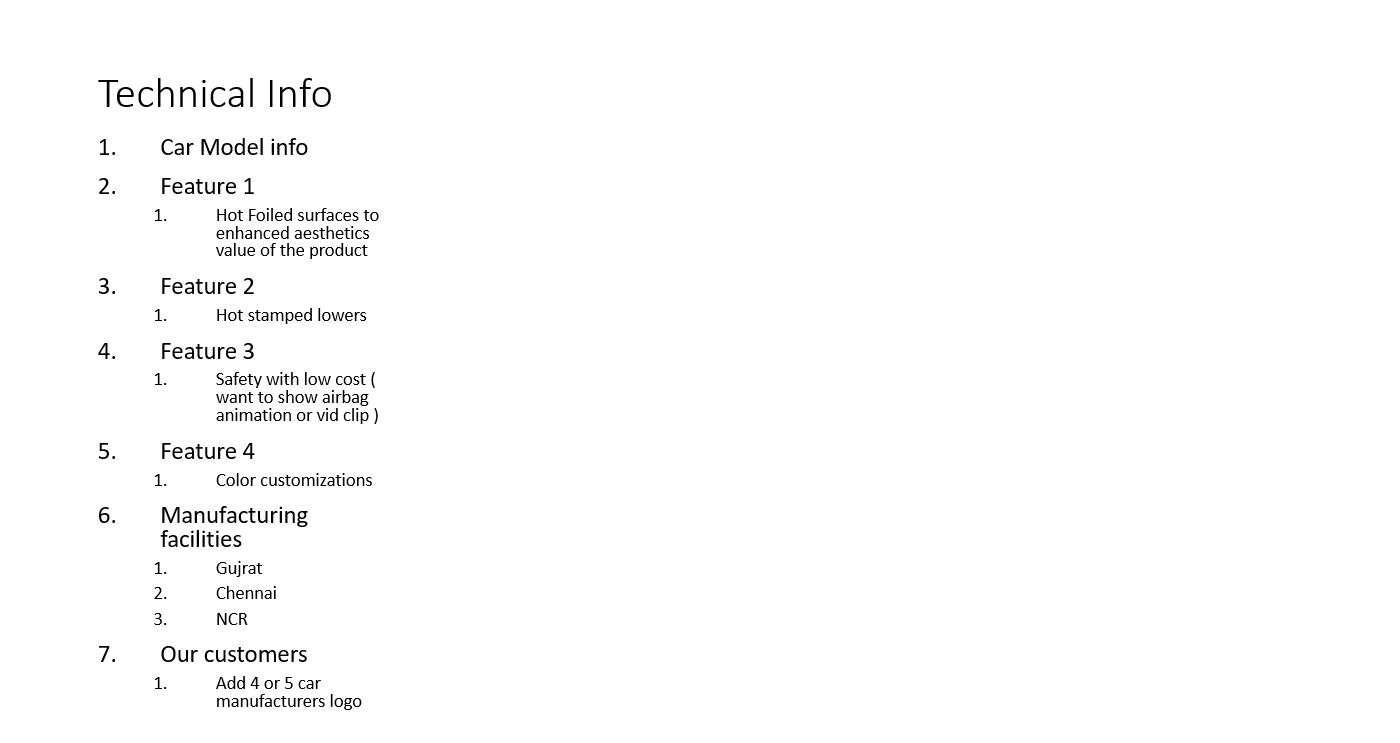 Technical Info
1. Car Model info
2. Feature 1
1. Hot Foiled surfaces to
enhanced aesthetics
value of the product
3. Feature 2
1. Hot stamped lowers
4. Feature 3
1. Safety with low cost (
want to show airbag
animation or vid clip )
5. Feature 4
1. Color customizations
6. Manufacturing
facilities
1. Gujrat
2. Chennai
3. NCR
7. Our customers
1. Add 4 or 5 car
manufacturers logo